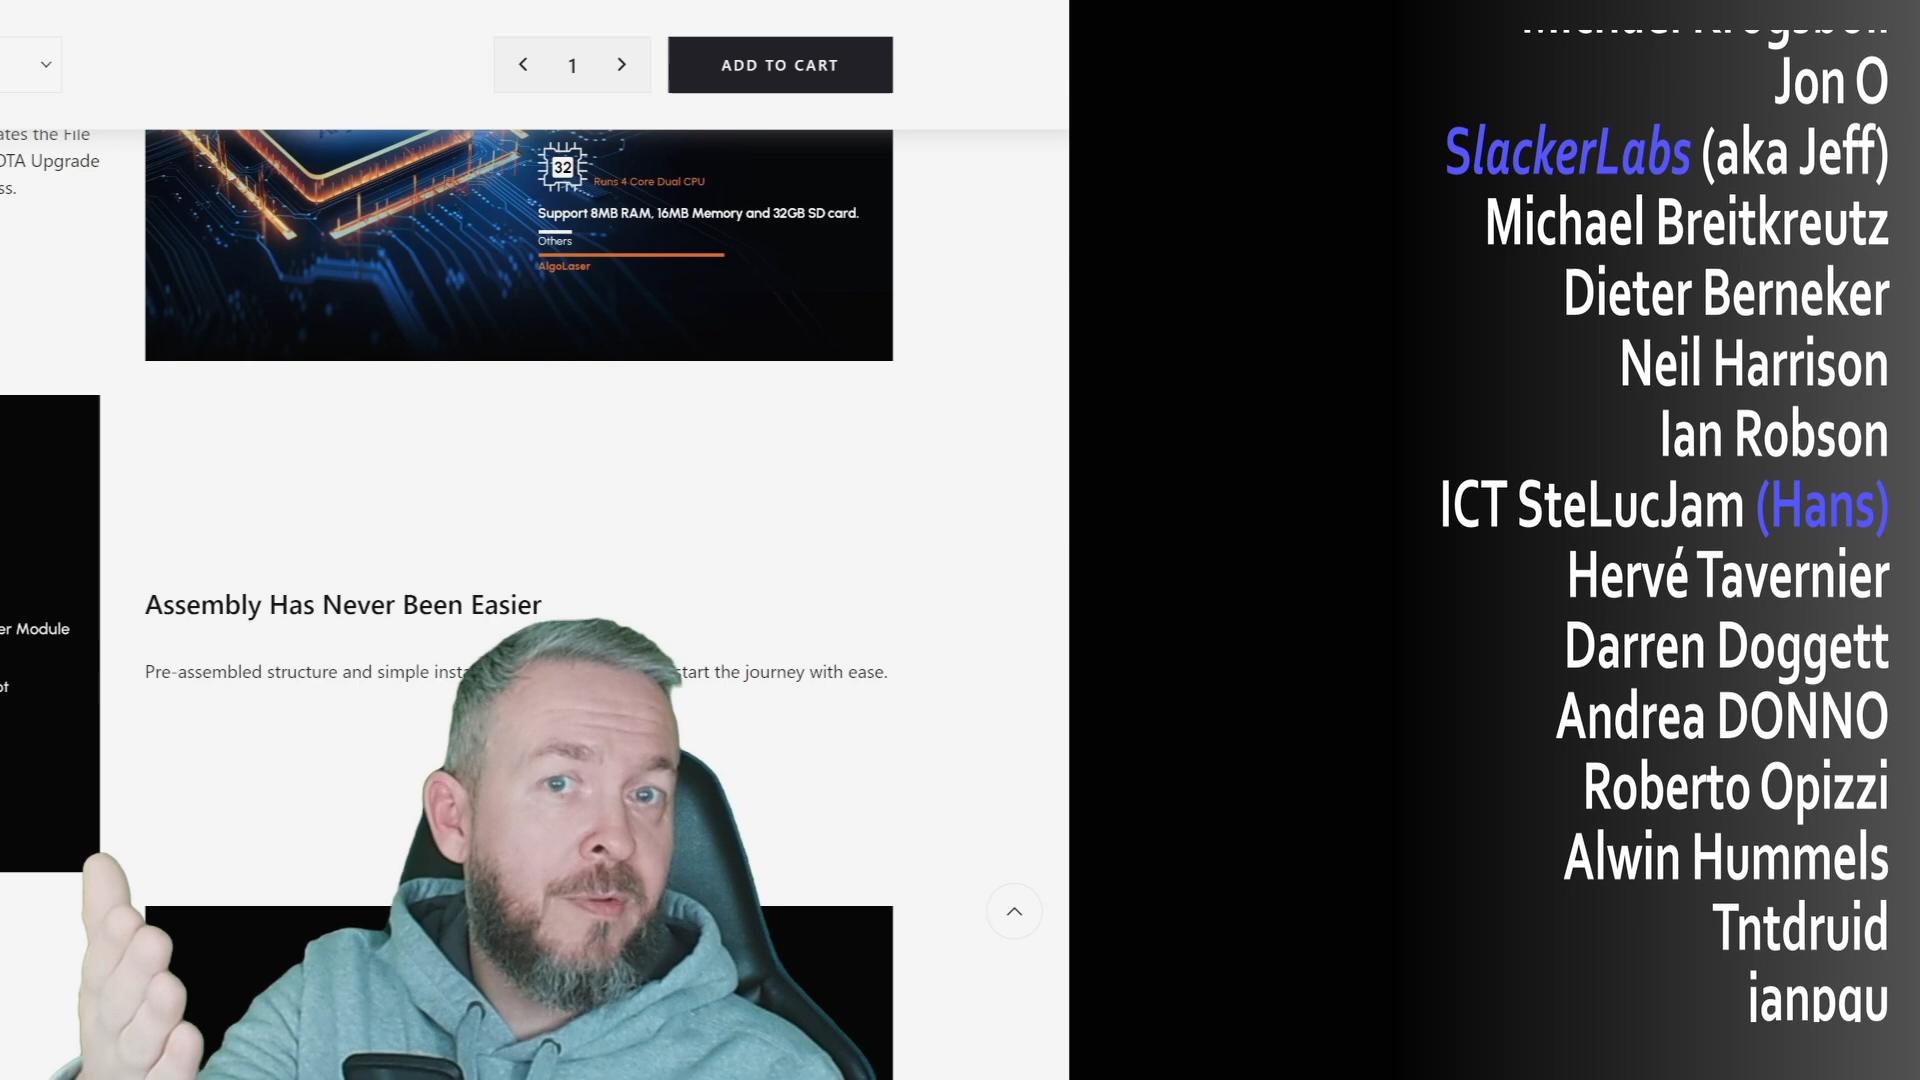 1
ADD TO CART
ates the File
OTA Upgrade
ss.
32
Runs 4 Core Dual CPU
Support 8MB RAM, 16MB Memory and 32GB SD card.
Others
AlgoLaser
er Module
ot
Assembly Has Never Been Easier
Pre-assembled structure and simple start the journey with ease.
Jon O
SlackerLabs (aka Jeff)
Michael Breitkreutz
Dieter Berneker
Neil Harrison
Ian Robson
ICT SteLucJam (Hans)
Hervé Tavernier
Darren Doggett
Andrea DONNO
Roberto Opizzi
Alwin Hummels
Tntdruid